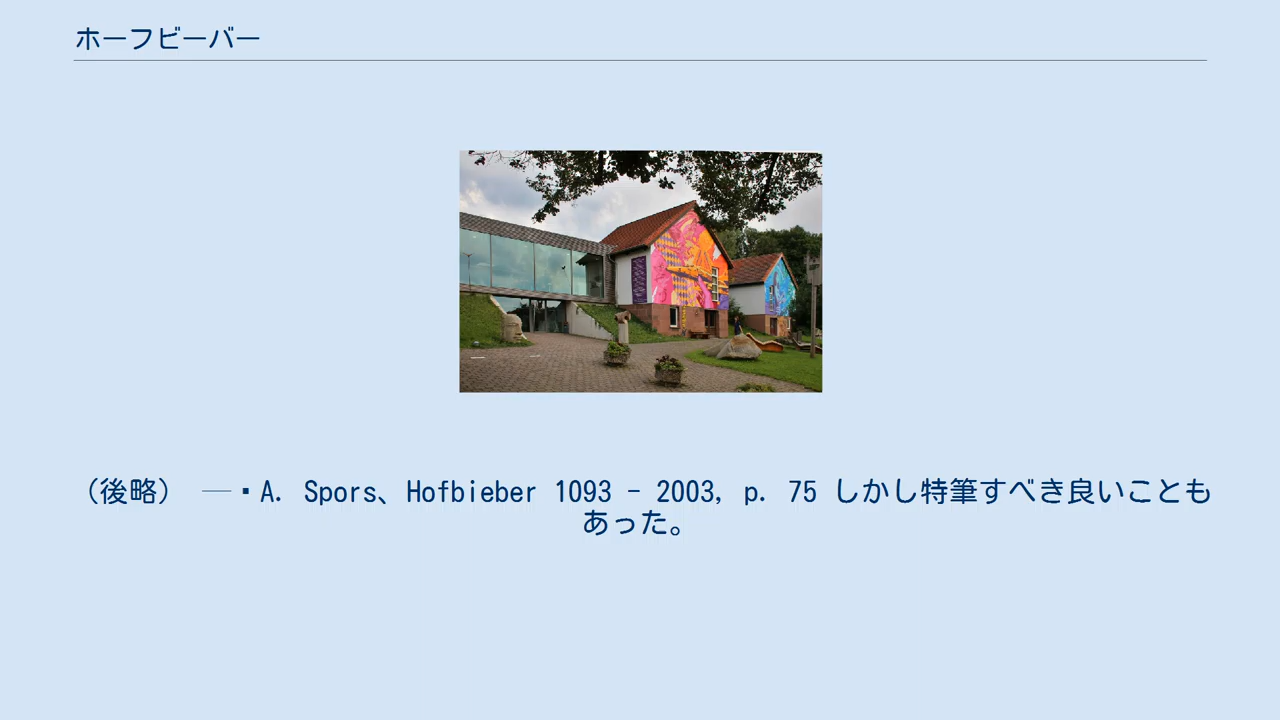 ホーフビーバー
（後略） ―▪A. Spors、Hofbieber 1093 - 2003, p. 75 しかし特筆すべき良いことも
あった。